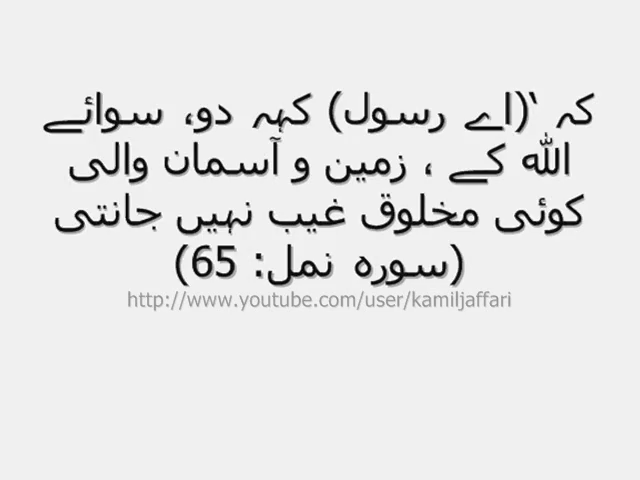 کہ ‘(اے رسول) کہہ دو، سوائے
اللہ کے ، زمین و آسمان والی
کوئی مخلوق غیب نہیں جانتی
(سورہ نمل: 65)
http://www.youtube.com/user/kamiljaffari